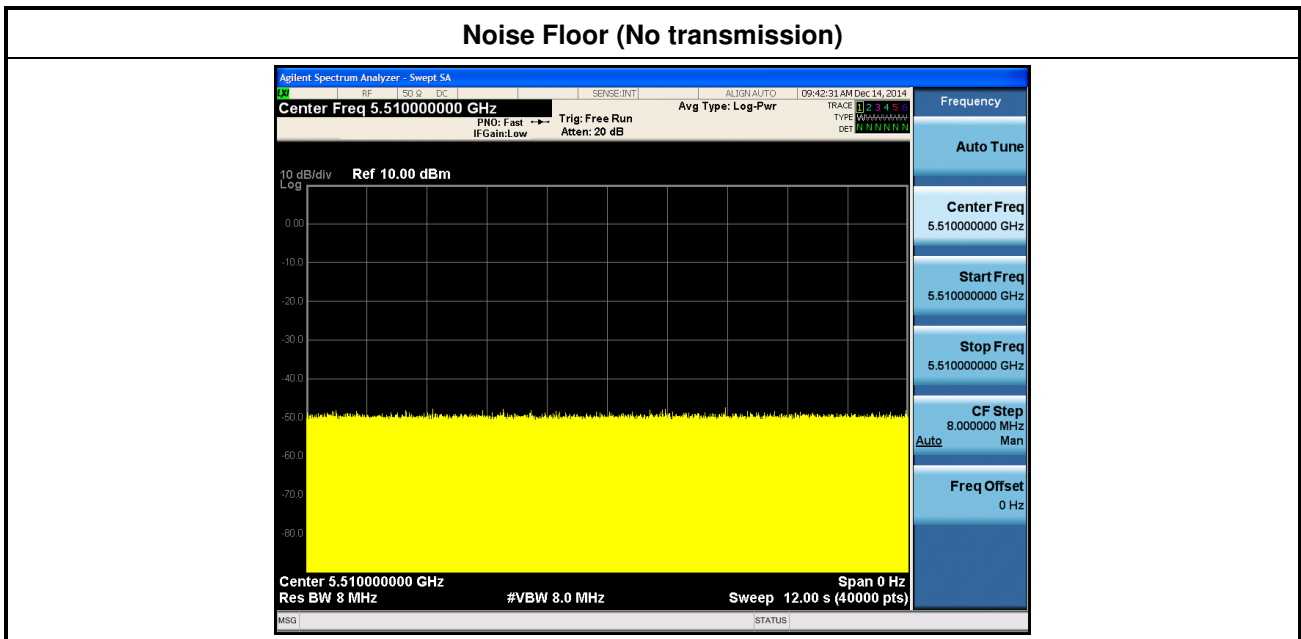 Noise Floor (No transmission)
Agilent Spectrum Analyzer - Swept SA
LXI RF 50 Ω DC SENSE:INT ALIGN AUTO 09:42:31 AM Dec 14, 2014
Center Freq 5.510000000 GHz
PNO: Fast
IFGain:Low
Trig: Free Run
Atten: 20 dB
Avg Type: Log-Pwr
TRACE 1 2 3 4 5 6
TYPE
DET N N N N N N
10 dB/div
Log
Ref 10.00 dBm
0.00
-10.0
-20.0
-30.0
-40.0
-50.0
-60.0
-70.0
-80.0
Center 5.510000000 GHz
Span 0 Hz
Res BW 8 MHz
#VBW 8.0 MHz
Sweep 12.00 s (40000 pts)
MSG
STATUS
Frequency
Auto Tune
Center Freq
5.510000000 GHz
Start Freq
5.510000000 GHz
Stop Freq
5.510000000 GHz
CF Step
8.000000 MHz
Auto Man
Freq Offset
0 Hz